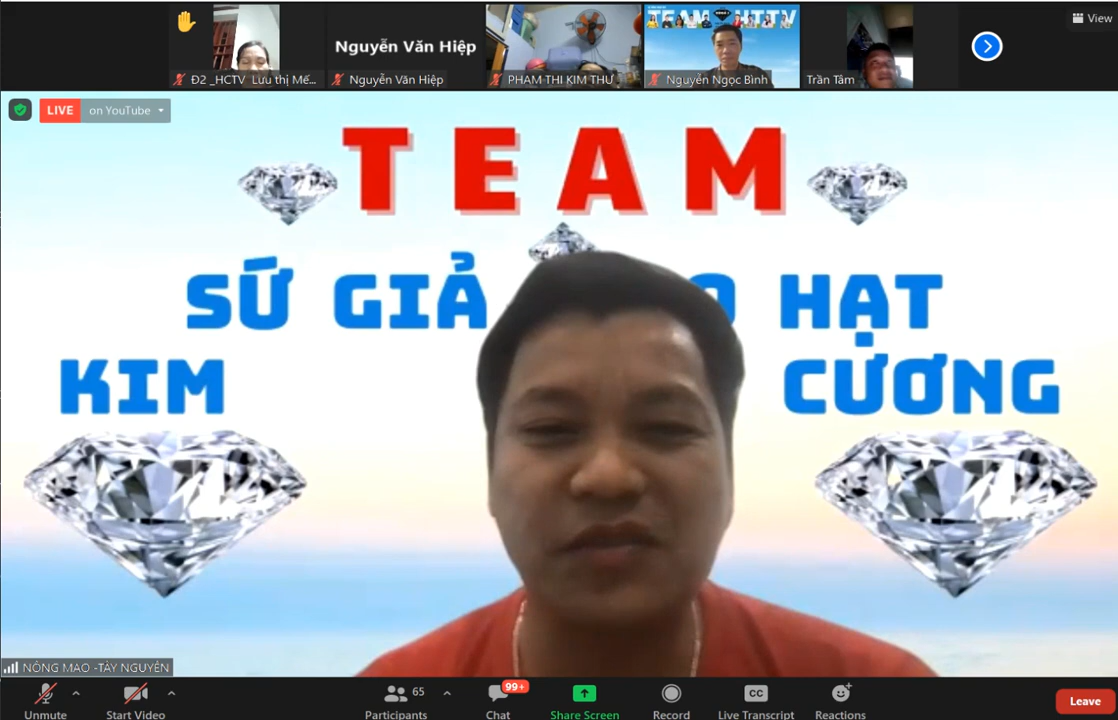 View
Nguyễn Văn Hiệp
TEAM HTTV
Đ2 _HCTV Lưu thị Mế...
Nguyễn Văn Hiệp
PHAM THI KIM THƯ
Nguyễn Ngọc Bình
Trần Tâm
LIVE on YouTube
TEAM
SỨ GIẢ HẠT
KIM CƯƠNG
NÔNG MAO -TÂY NGUYÊN
65
99+
CC
Unmute
Start Video
Participants
Chat
Share Screen
Record
Live Transcript
Reactions
Leave